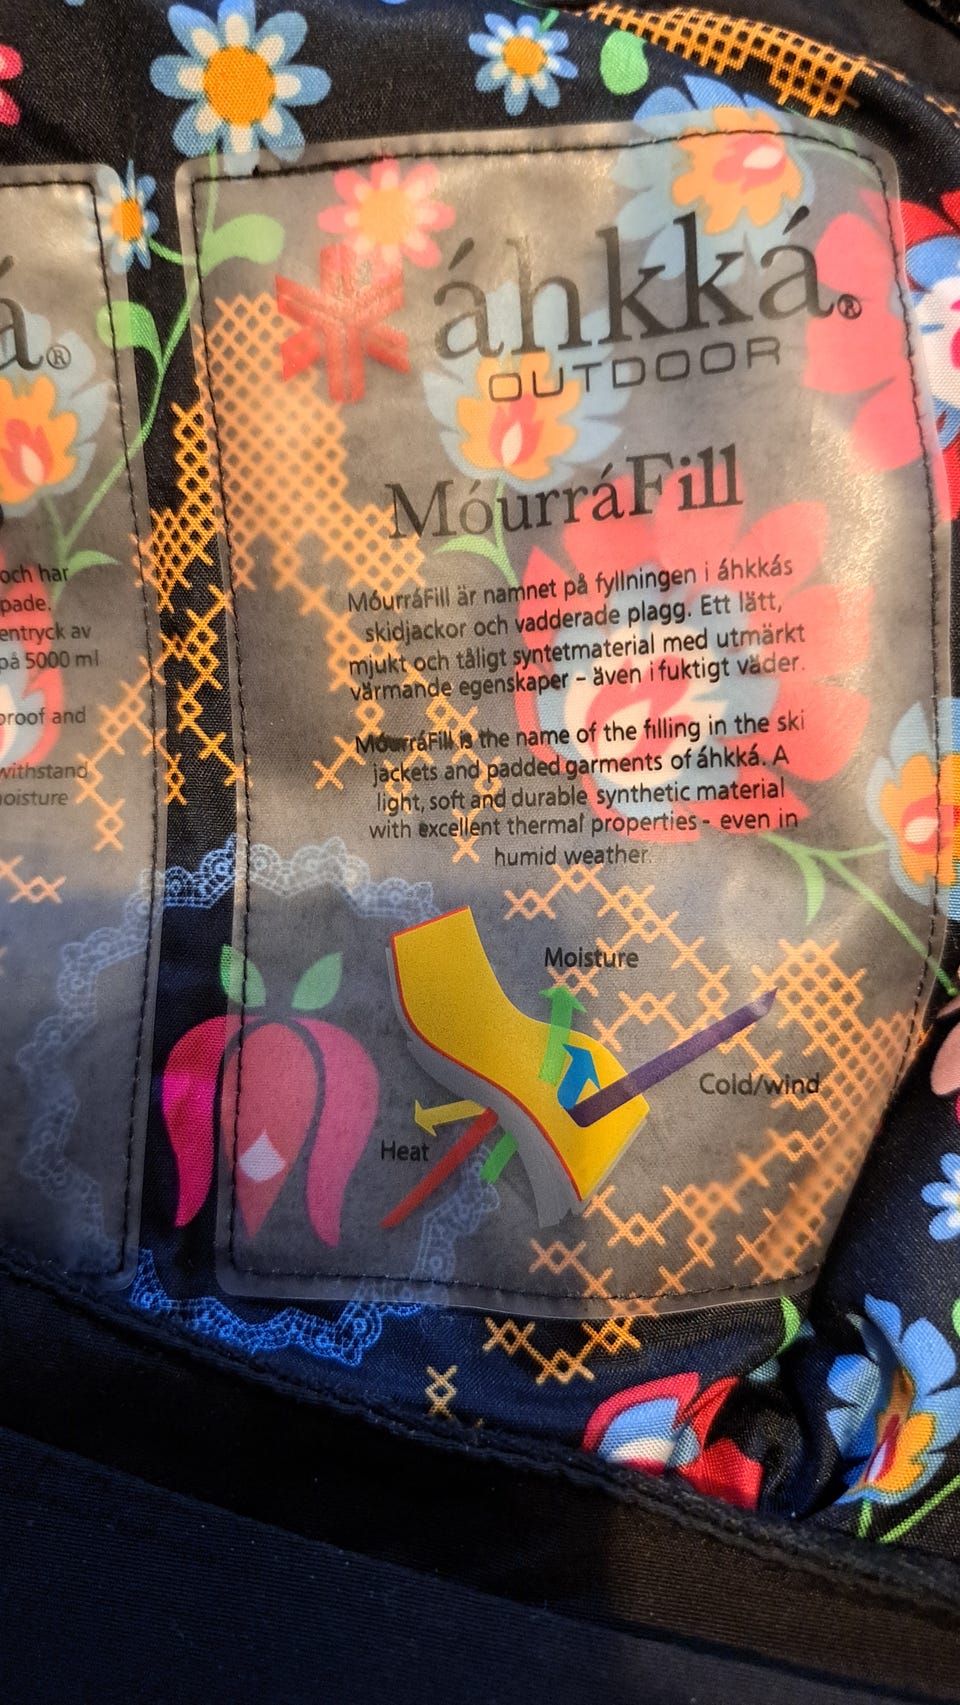 á®
och har
pade.
entryck av
på 5000 ml
proof and
withstand
moisture
áhkká®
OUTDOOR
MóurráFill
MóurráFill är namnet på fyllningen i áhkkás
skidjackor och vadderade plagg. Ett lätt,
mjukt och tåligt syntetmaterial med utmärkt
värmande egenskaper – även i fuktigt väder.
MóurráFill is the name of the filling in the ski
jackets and padded garments of áhkká. A
light, soft and durable synthetic material
with excellent thermal properties - even in
humid weather.
Moisture
Cold/wind
Heat